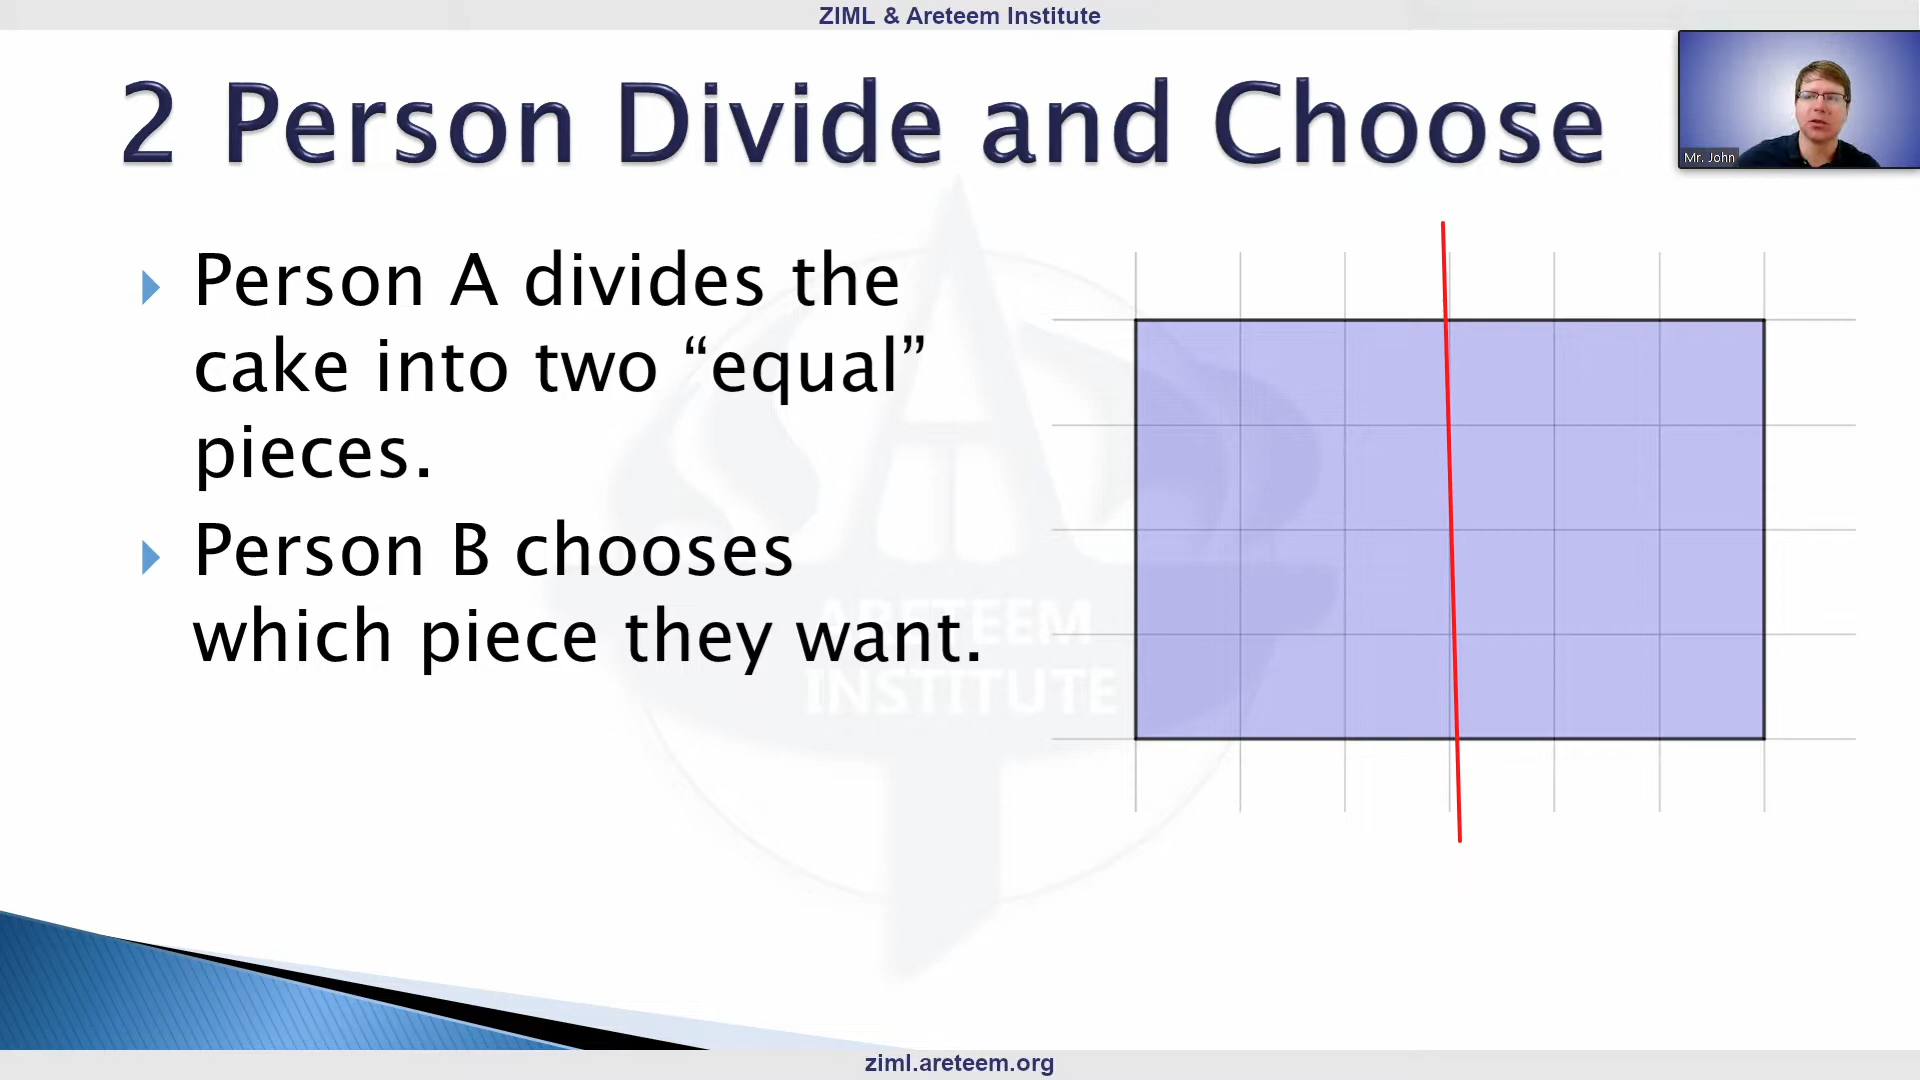 ZIML & Areteem Institute
2 Person Divide and Choose
Mr. John
Person A divides the
cake into two “equal”
pieces.
Person B chooses
which piece they want.
ARETEEM
INSTITUTE
ziml.areteem.org